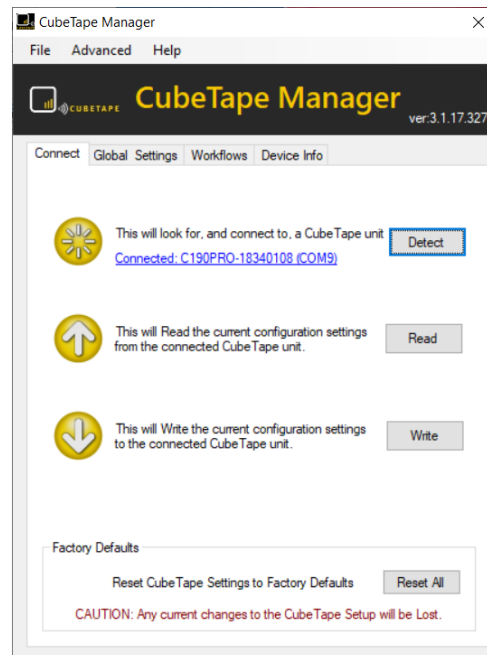 CubeTape Manager
File Advanced Help
CUBETAPE CubeTape Manager
ver:3.1.17.327
Connect Global Settings Workflows Device Info
This will look for, and connect to, a CubeTape unit
Connected: C190PRO-18340108 (COM9)
Detect
This will Read the current configuration settings
from the connected CubeTape unit.
Read
This will Write the current configuration settings
to the connected CubeTape unit.
Write
Factory Defaults
Reset CubeTape Settings to Factory Defaults
Reset All
CAUTION: Any current changes to the CubeTape Setup will be Lost.